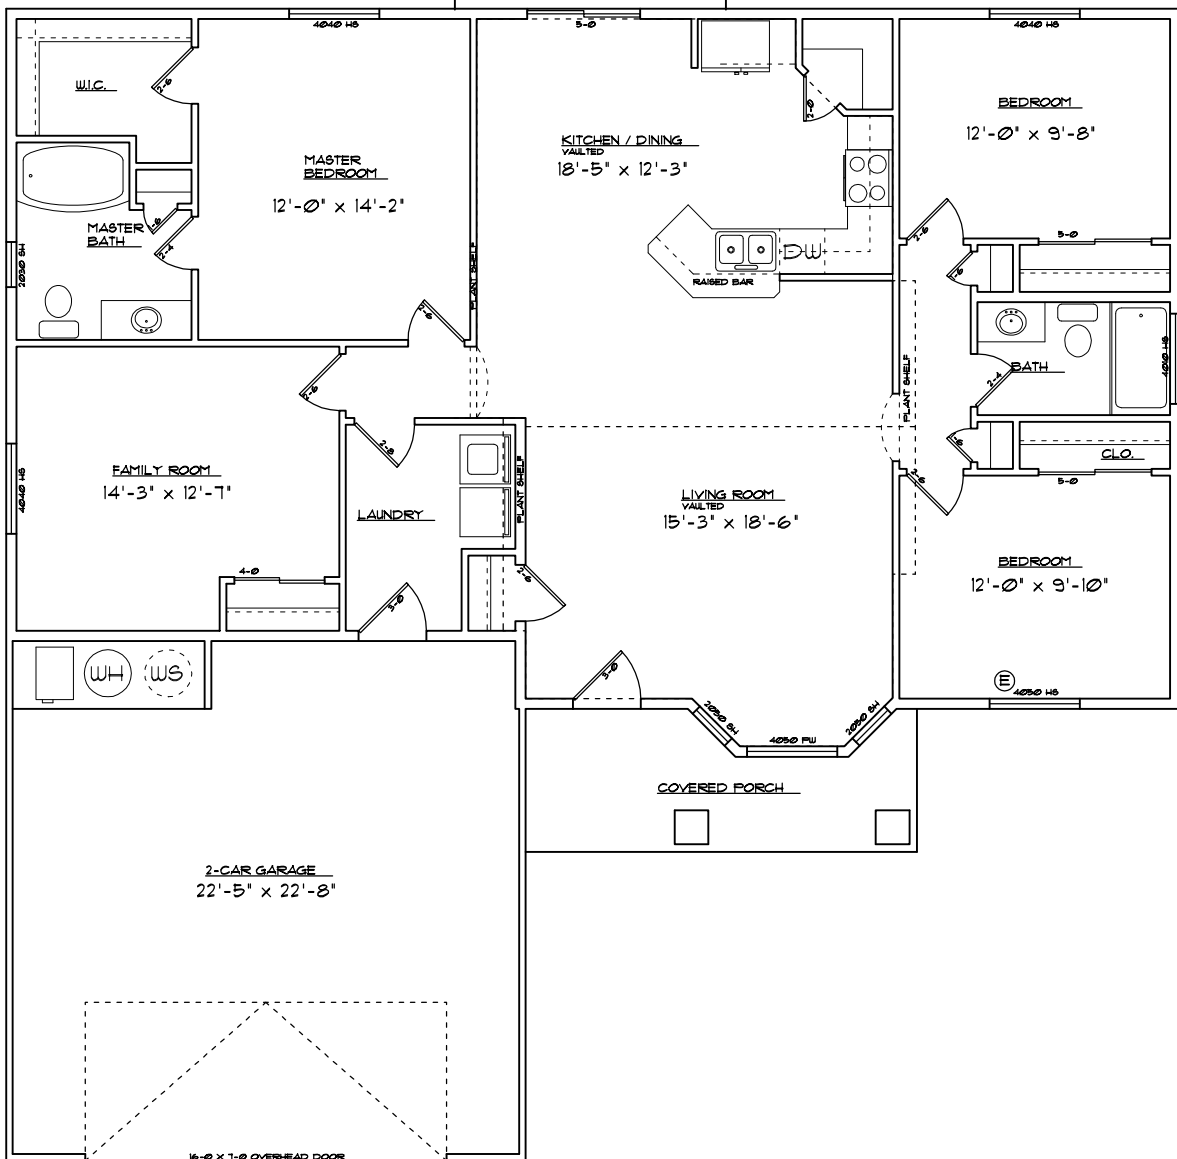 4040 HS
5-0
4040 HS
W.I.C.
2-6
2-0
BEDROOM
12'-0" x 9'-8"
KITCHEN / DINING
VAULTED
18'-5" x 12'-3"
MASTER
BEDROOM
12'-0" x 14'-2"
MASTER
BATH
2-4
2030 SH
PLANT SHELF
2-6
DW
RAISED BAR
2-6
5-0
BATH
2-4
4010 HS
PLANT SHELF
2-6
2-8
FAMILY ROOM
14'-3" x 12'-7"
4040 HS
LAUNDRY
PLANT SHELF
LIVING ROOM
VAULTED
15'-3" x 18'-6"
CLO.
2-6
5-0
BEDROOM
12'-0" x 9'-10"
4-0
2-6
3-0
3-0
E
4050 HS
WH
WS
2050 SH
4050 PW
2050 SH
COVERED PORCH
2-CAR GARAGE
22'-5" x 22'-8"
16-0 X 7-0 OVERHEAD DOOR